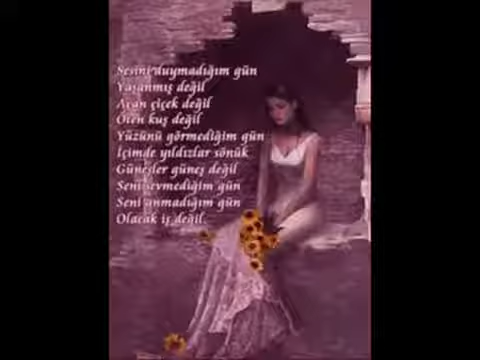 Sesini duymadığım gün
Yaşanmış değil
Açan çiçek değil
Öten kuş değil
Yüzünü görmediğim gün
İçimde yıldızlar sönük
Güneşler güneş değil
Seni sevmediğim gün
Seni anmadığım gün
Olacak iş değil.